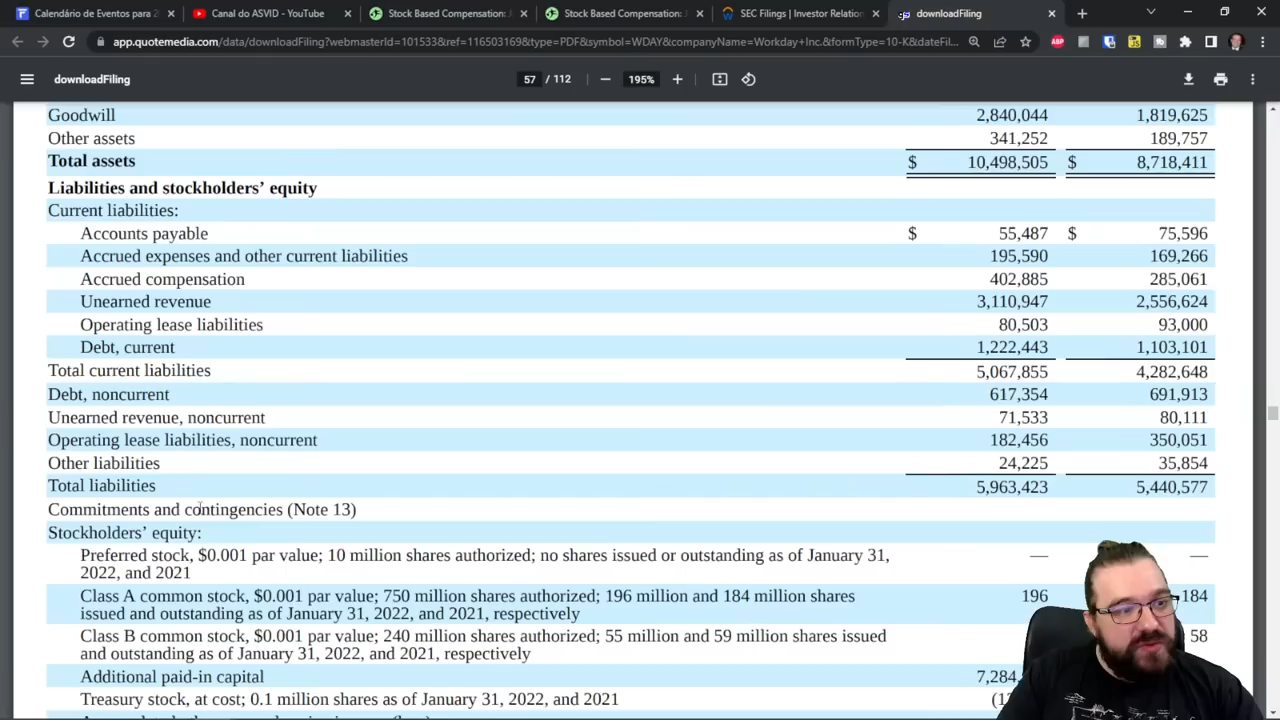 Calendário de Eventos para 2
Canal do ASVID - YouTube
Stock Based Compensation:
Stock Based Compensation: J
SEC Filings | Investor Relation
downloadFiling
app.quotemedia.com/data/downloadFiling?webmasterId=101533&ref=116503169&type=PDF&symbol=WDAY&companyName=Workday+Inc.&formType=10-K&dateFil...
downloadFiling
57 / 112
195%
Goodwill 2,840,044 1,819,625
Other assets 341,252 189,757
Total assets $ 10,498,505 $ 8,718,411
Liabilities and stockholders’ equity
Current liabilities:
Accounts payable $ 55,487 $ 75,596
Accrued expenses and other current liabilities 195,590 169,266
Accrued compensation 402,885 285,061
Unearned revenue 3,110,947 2,556,624
Operating lease liabilities 80,503 93,000
Debt, current 1,222,443 1,103,101
Total current liabilities 5,067,855 4,282,648
Debt, noncurrent 617,354 691,913
Unearned revenue, noncurrent 71,533 80,111
Operating lease liabilities, noncurrent 182,456 350,051
Other liabilities 24,225 35,854
Total liabilities 5,963,423 5,440,577
Commitments and contingencies (Note 13)
Stockholders’ equity:
Preferred stock, $0.001 par value; 10 million shares authorized; no shares issued or outstanding as of January 31, — —
2022, and 2021
Class A common stock, $0.001 par value; 750 million shares authorized; 196 million and 184 million shares 196 184
issued and outstanding as of January 31, 2022, and 2021, respectively
Class B common stock, $0.001 par value; 240 million shares authorized; 55 million and 59 million shares issued 58
and outstanding as of January 31, 2022, and 2021, respectively
Additional paid-in capital 7,284,
Treasury stock, at cost; 0.1 million shares as of January 31, 2022, and 2021 (12